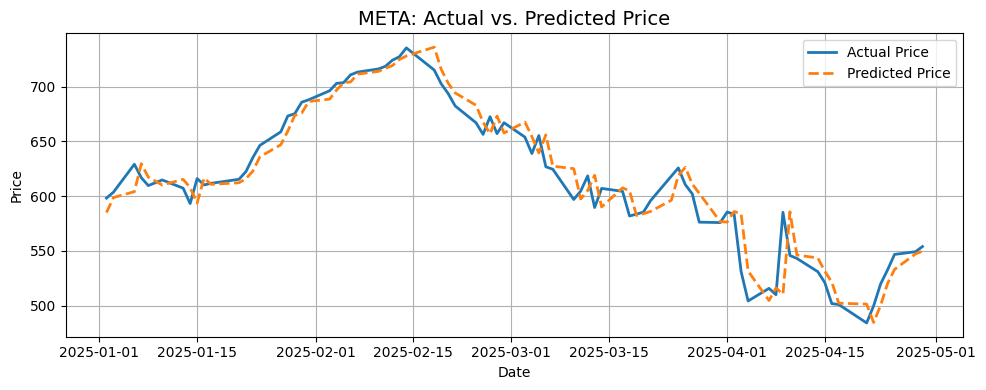 META: Actual vs. Predicted Price
Actual Price
Predicted Price
Price
700
650
600
550
500
2025-01-01 2025-01-15 2025-02-01 2025-02-15 2025-03-01 2025-03-15 2025-04-01 2025-04-15 2025-05-01
Date